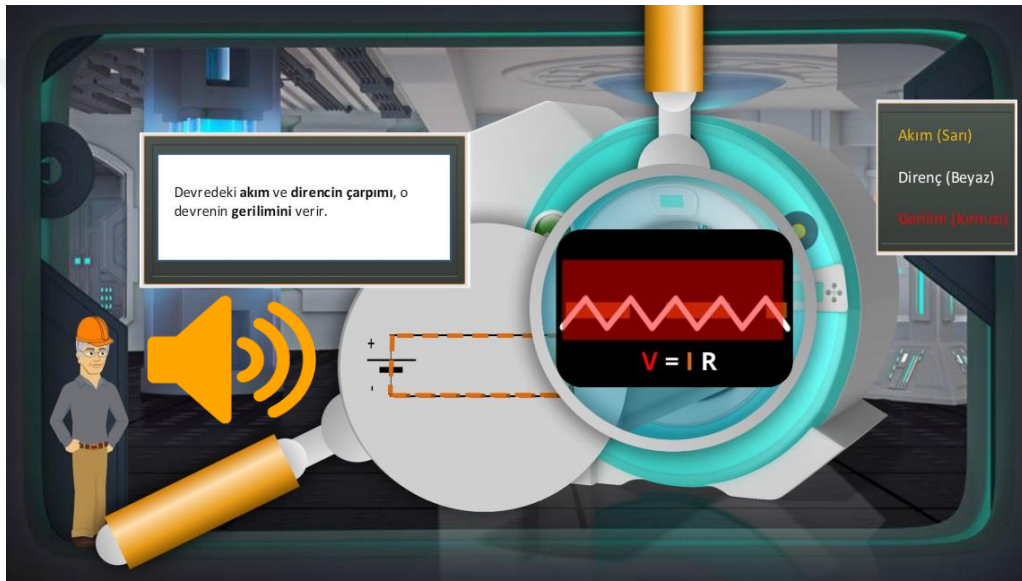 Devredeki akım ve direncin çarpımı, o
devrenin gerilimini verir.
Akım (Sarı)
Direnç (Beyaz)
Gerilim (Kırmızı)
+
-
V = I R